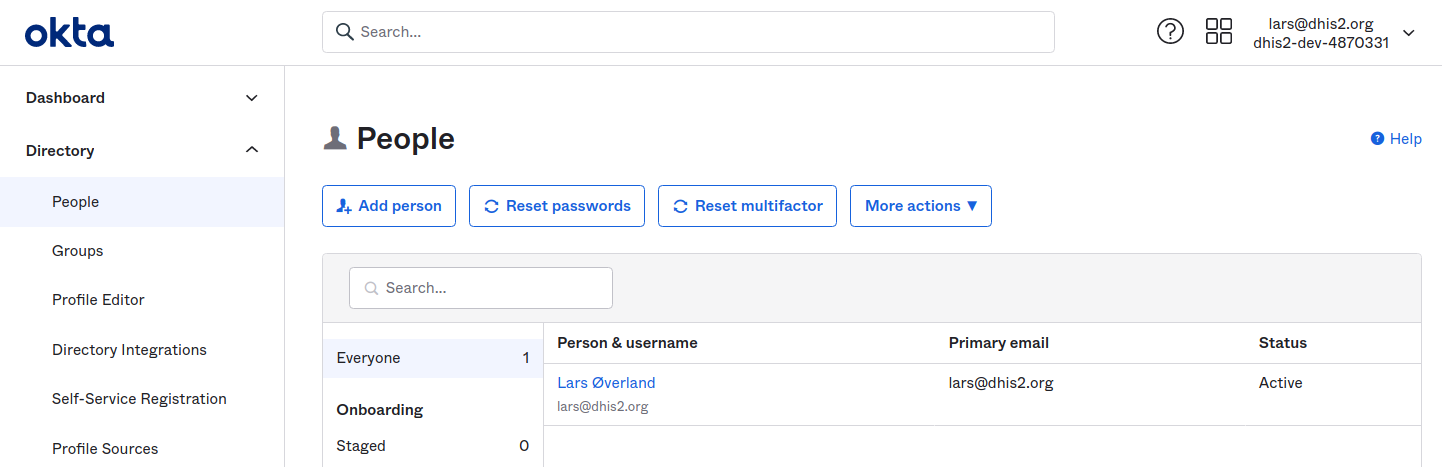 okta
Search...
lars@dhis2.org
dhis2-dev-4870331
Dashboard
Directory
People
Groups
Profile Editor
Directory Integrations
Self-Service Registration
Profile Sources
People
? Help
Add person
Reset passwords
Reset multifactor
More actions ▼
Search...
Everyone 1
Onboarding
Staged 0
Person & username Primary email Status
Lars Øverland lars@dhis2.org Active
lars@dhis2.org